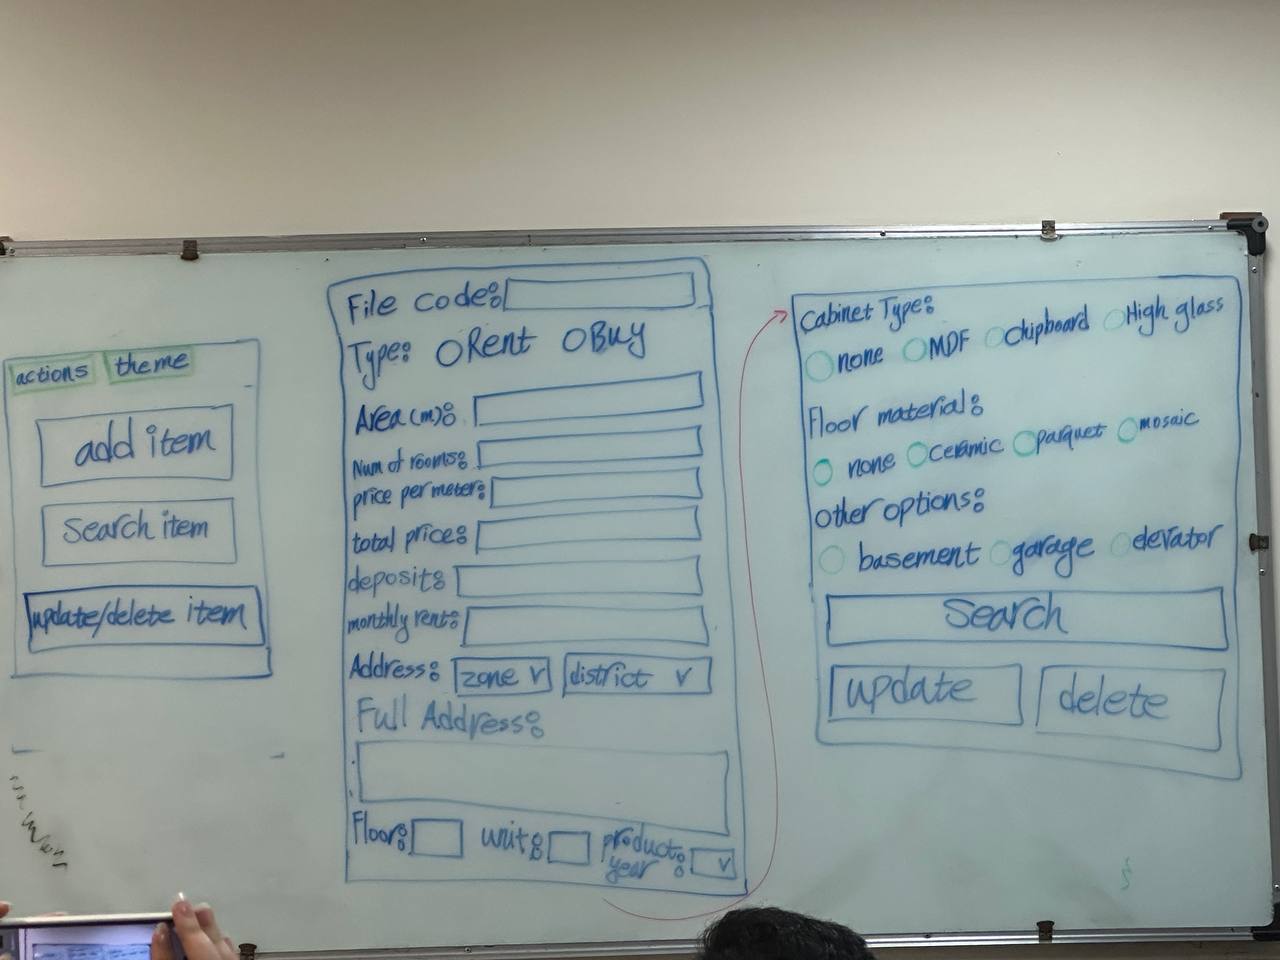 actions theme
add item
Search item
update/delete item
File code:
Type: Rent Buy
Area(m):
Num of rooms:
price per meter:
total price:
deposit:
monthly rent:
Address: zone v district v
Full Address:
Floor: unit: product year: v
Cabinet Type:
none MDF chipboard High glass
Floor material:
none ceramic parquet mosaic
other options:
basement garage elevator
Search
update delete